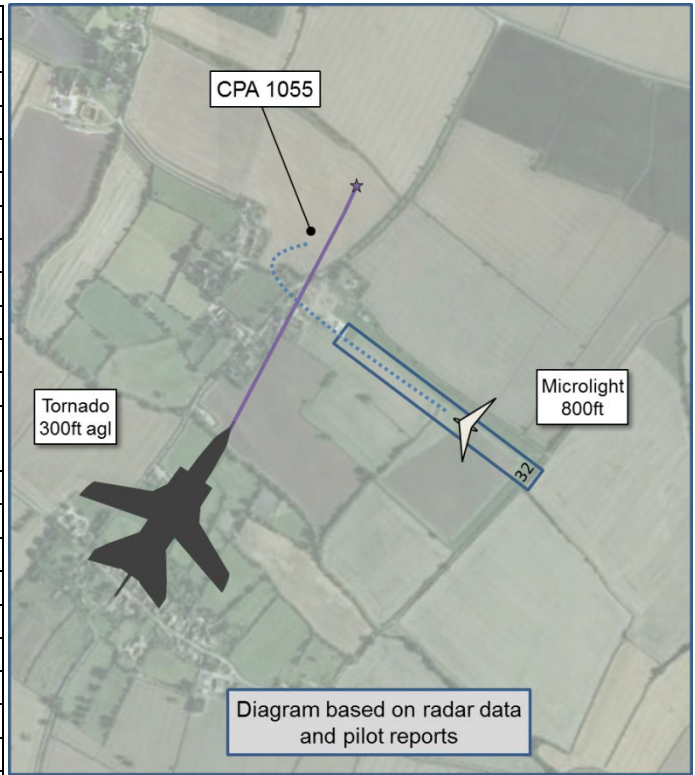 CPA 1055
Microlight
800ft
Tornado
300ft agl
32
Diagram based on radar data
and pilot reports